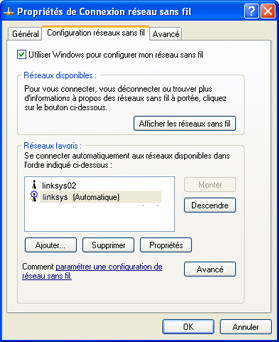 Propriétés de Connexion réseau sans fil
Général
Configuration réseaux sans fil
Avancé
Utiliser Windows pour configurer mon réseau sans fil
Réseaux disponibles :
Pour vous connecter, vous déconnecter ou trouver plus
d'informations à propos des réseaux sans fil à portée, cliquez
sur le bouton ci-dessous.
Afficher les réseaux sans fil
Réseaux favoris :
Se connecter automatiquement aux réseaux disponibles dans
l'ordre indiqué ci-dessous :
linksys02
linksys (Automatique)
Monter
Descendre
Ajouter...
Supprimer
Propriétés
Comment paramétrer une configuration de
réseau sans fil.
Avancé
OK
Annuler